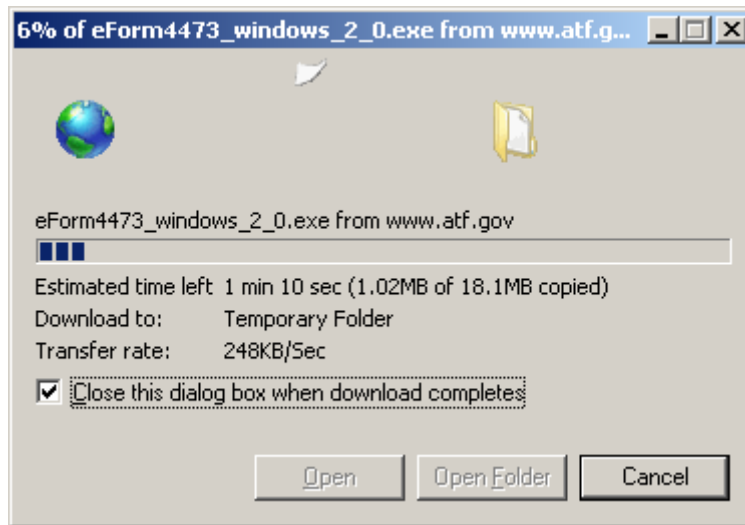 6% of eForm4473_windows_2_0.exe from www.atf.g...
eForm4473_windows_2_0.exe from www.atf.gov
Estimated time left 1 min 10 sec (1.02MB of 18.1MB copied)
Download to: Temporary Folder
Transfer rate: 248KB/Sec
Close this dialog box when download completes
Open Open Folder Cancel